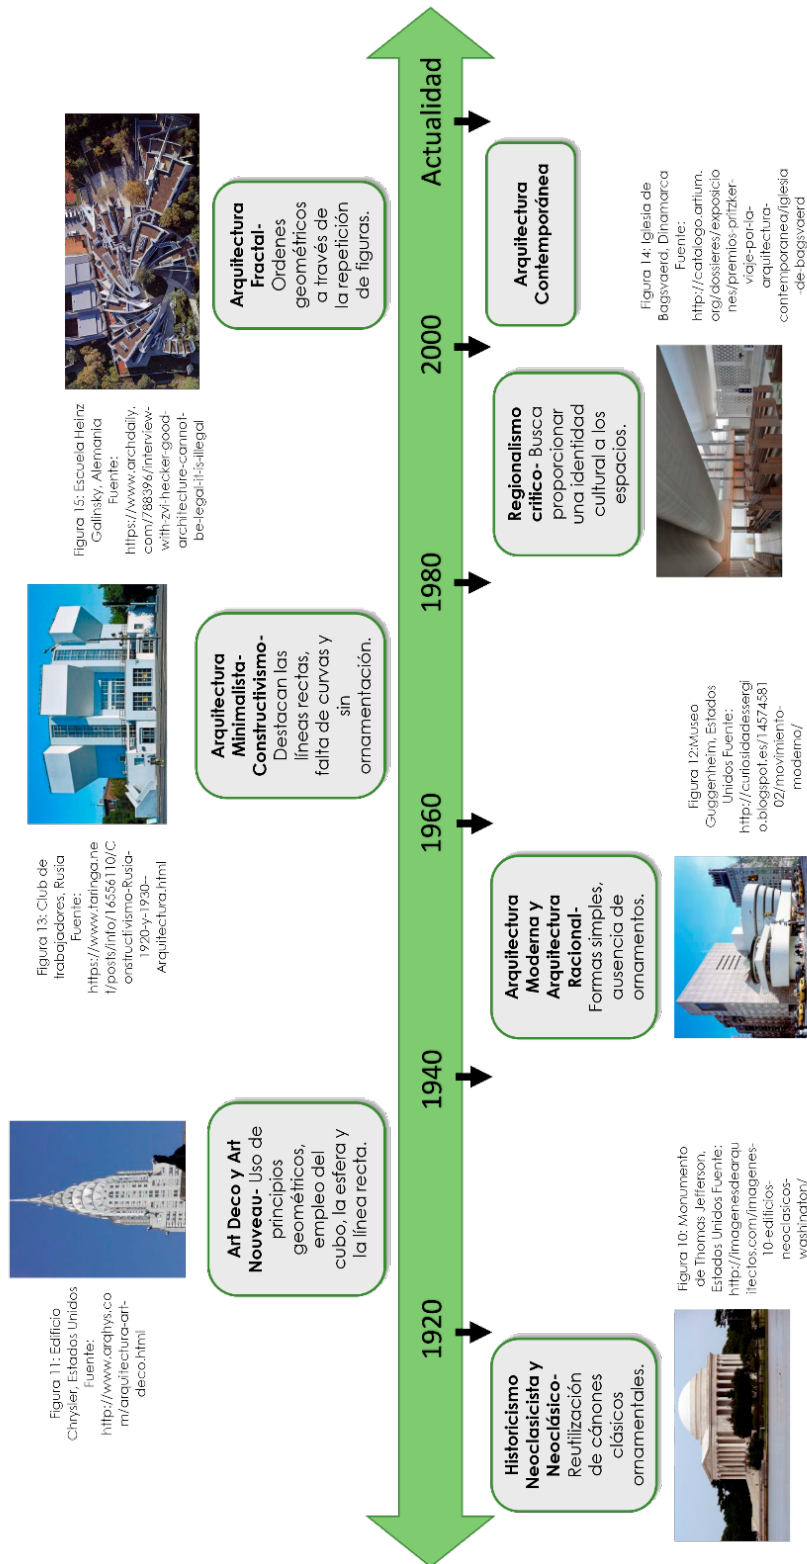 Figura 11: Edificio
Chrysler, Estados Unidos
Fuente:
http://www.arqhys.co
m/arquitectura-art-
deco.html
Art Deco y Art
Nouveau- Uso de
principios
geométricos,
empleo del
cubo, la esfera y
la línea recta.
Figura 13: Club de
trabajadores, Rusia
Fuente:
https://www.taringa.ne
t/posts/info/16556110/C
onstructivismo-Rusia-
1920-y-1930--
Arquitectura.html
Arquitectura
Minimalista-
Constructivismo-
Destacan las
líneas rectas,
falta de curvas y
sin
ornamentación.
Figura 15: Escuela Heinz
Galinsky, Alemania
Fuente:
https://www.archdaily.
com/788396/interview-
with-zvi-hecker-good-
architecture-cannot-
be-legal-it-is-illegal
Arquitectura
Fractal-
Ordenes
geométricos
a través de
la repetición
de figuras.
1920
1940
1960
1980
2000
Actualidad
Historicismo
Neoclasicista y
Neoclásico-
Reutilización
de cánones
clásicos
ornamentales.
Figura 10: Monumento
de Thomas Jefferson,
Estados Unidos Fuente:
http://imagenesdearqu
itectos.com/imagenes-
10-edificios-
neoclasicos-
washington/
Arquitectura
Moderna y
Arquitectura
Racional-
Formas simples,
ausencia de
ornamentos.
Figura 12:Museo
Guggenheim, Estados
Unidos Fuente:
http://curiosidadessergi
o.blogspot.es/14574581
02/movimiento-
moderno/
Regionalismo
critico- Busca
proporcionar
una identidad
cultural a los
espacios.
Arquitectura
Contemporánea
Figura 14: Iglesia de
Bagsvaerd, Dinamarca
Fuente:
http://catalogo.artium.
org/dossieres/exposicio
nes/premios-pritzker-
viaje-por-la-
arquitectura-
contemporanea/iglesia
-de-bagsvaerd